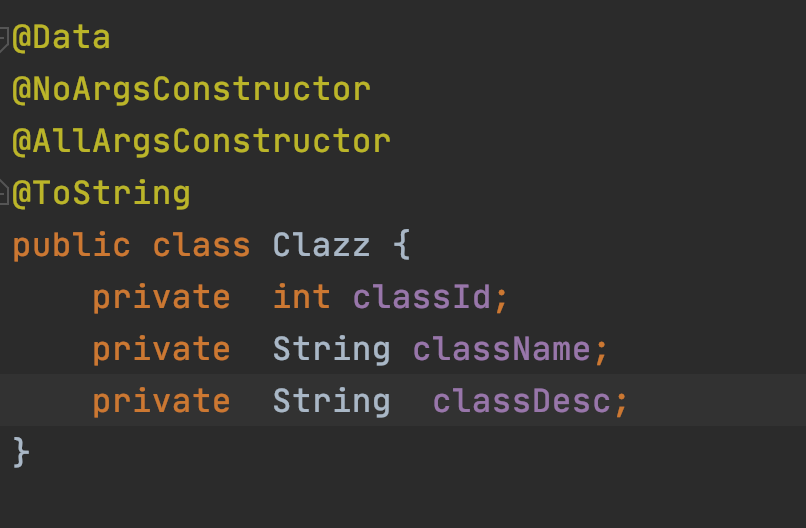 @Data
@NoArgsConstructor
@AllArgsConstructor
@ToString
public class Clazz {
    private  int classId;
    private  String className;
    private  String  classDesc;
}